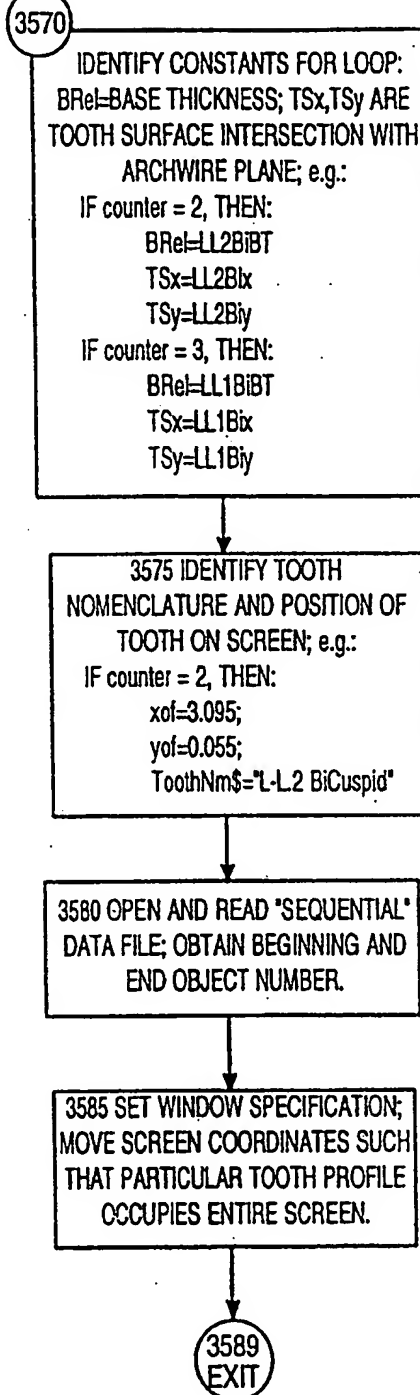 3570
IDENTIFY CONSTANTS FOR LOOP:
BRel=BASE THICKNESS; TSx,TSy ARE
TOOTH SURFACE INTERSECTION WITH
ARCHWIRE PLANE; e.g.:
IF counter = 2, THEN:
BRel=LL2BiBT
TSx=LL2BIx
TSy=LL2Biy
IF counter = 3, THEN:
BRel=LL1BiBT
TSx=LL1Bix
TSy=LL1Biy
3575 IDENTIFY TOOTH
NOMENCLATURE AND POSITION OF
TOOTH ON SCREEN; e.g.:
IF counter = 2, THEN:
xof=3.095;
yof=0.055;
ToothNm$="L-L.2 BiCuspid"
3580 OPEN AND READ "SEQUENTIAL"
DATA FILE; OBTAIN BEGINNING AND
END OBJECT NUMBER.
3585 SET WINDOW SPECIFICATION;
MOVE SCREEN COORDINATES SUCH
THAT PARTICULAR TOOTH PROFILE
OCCUPIES ENTIRE SCREEN.
3589
EXIT